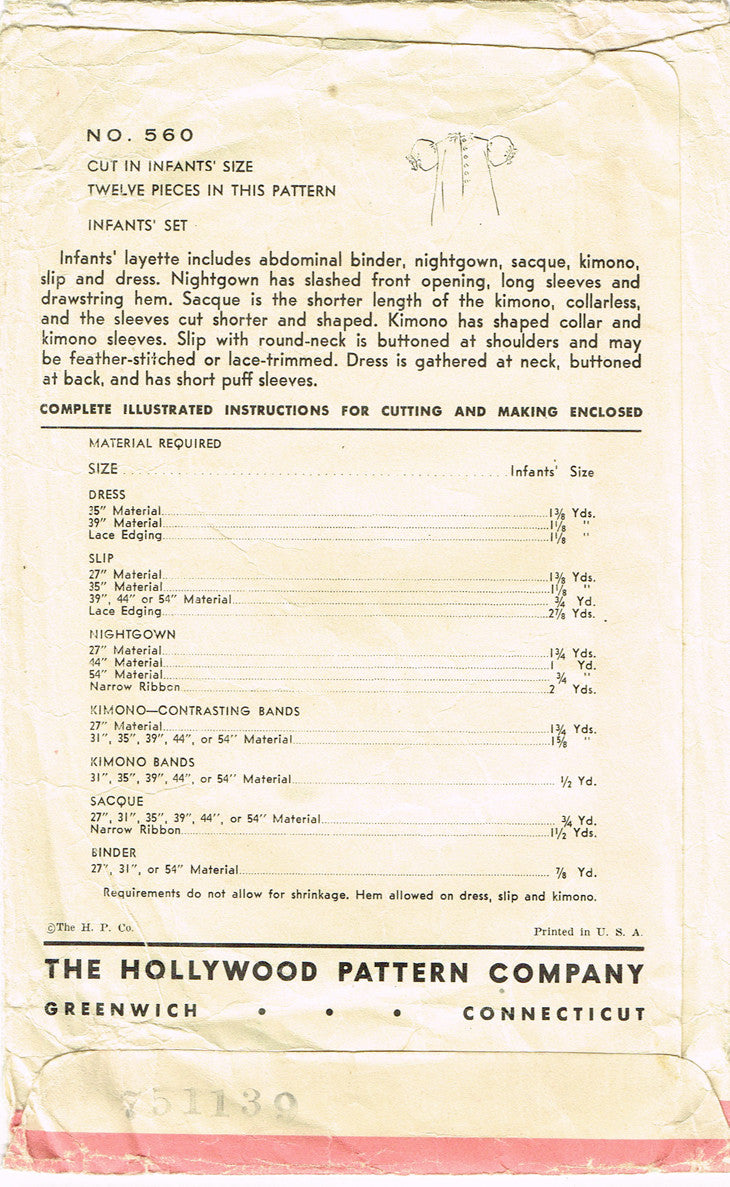 NO. 560
CUT IN INFANTS' SIZE
TWELVE PIECES IN THIS PATTERN
INFANTS' SET
Infants' layette includes abdominal binder, nightgown, sacque, kimono,
slip and dress. Nightgown has slashed front opening, long sleeves and
drawstring hem. Sacque is the shorter length of the kimono, collarless,
and the sleeves cut shorter and shaped. Kimono has shaped collar and
kimono sleeves. Slip with round-neck is buttoned at shoulders and may
be feather-stitched or lace-trimmed. Dress is gathered at neck, buttoned
at back, and has short puff sleeves.
COMPLETE ILLUSTRATED INSTRUCTIONS FOR CUTTING AND MAKING ENCLOSED
MATERIAL REQUIRED
SIZE Infants' Size
DRESS
35" Material 1⅜ Yds.
39" Material 1⅛ "
Lace Edging 1⅛ "
SLIP
27" Material 1⅜ Yds.
35" Material 1⅛ "
39", 44" or 54" Material ¾ Yd.
Lace Edging 2⅞ Yds.
NIGHTGOWN
27" Material 1¾ Yds.
44" Material 1 Yd.
54" Material ¾ "
Narrow Ribbon 2 Yds.
KIMONO—CONTRASTING BANDS
27" Material 1¾ Yds.
31", 35", 39", 44", or 54" Material 1⅝ "
KIMONO BANDS
31", 35", 39", 44", or 54" Material ½ Yd.
SACQUE
27", 31", 35", 39", 44", or 54" Material ¾ Yd.
Narrow Ribbon 1½ Yds.
BINDER
27", 31", or 54" Material ⅞ Yd.
Requirements do not allow for shrinkage. Hem allowed on dress, slip and kimono.
©The H. P. Co. Printed in U. S. A.
THE HOLLYWOOD PATTERN COMPANY
GREENWICH • • • CONNECTICUT
751139